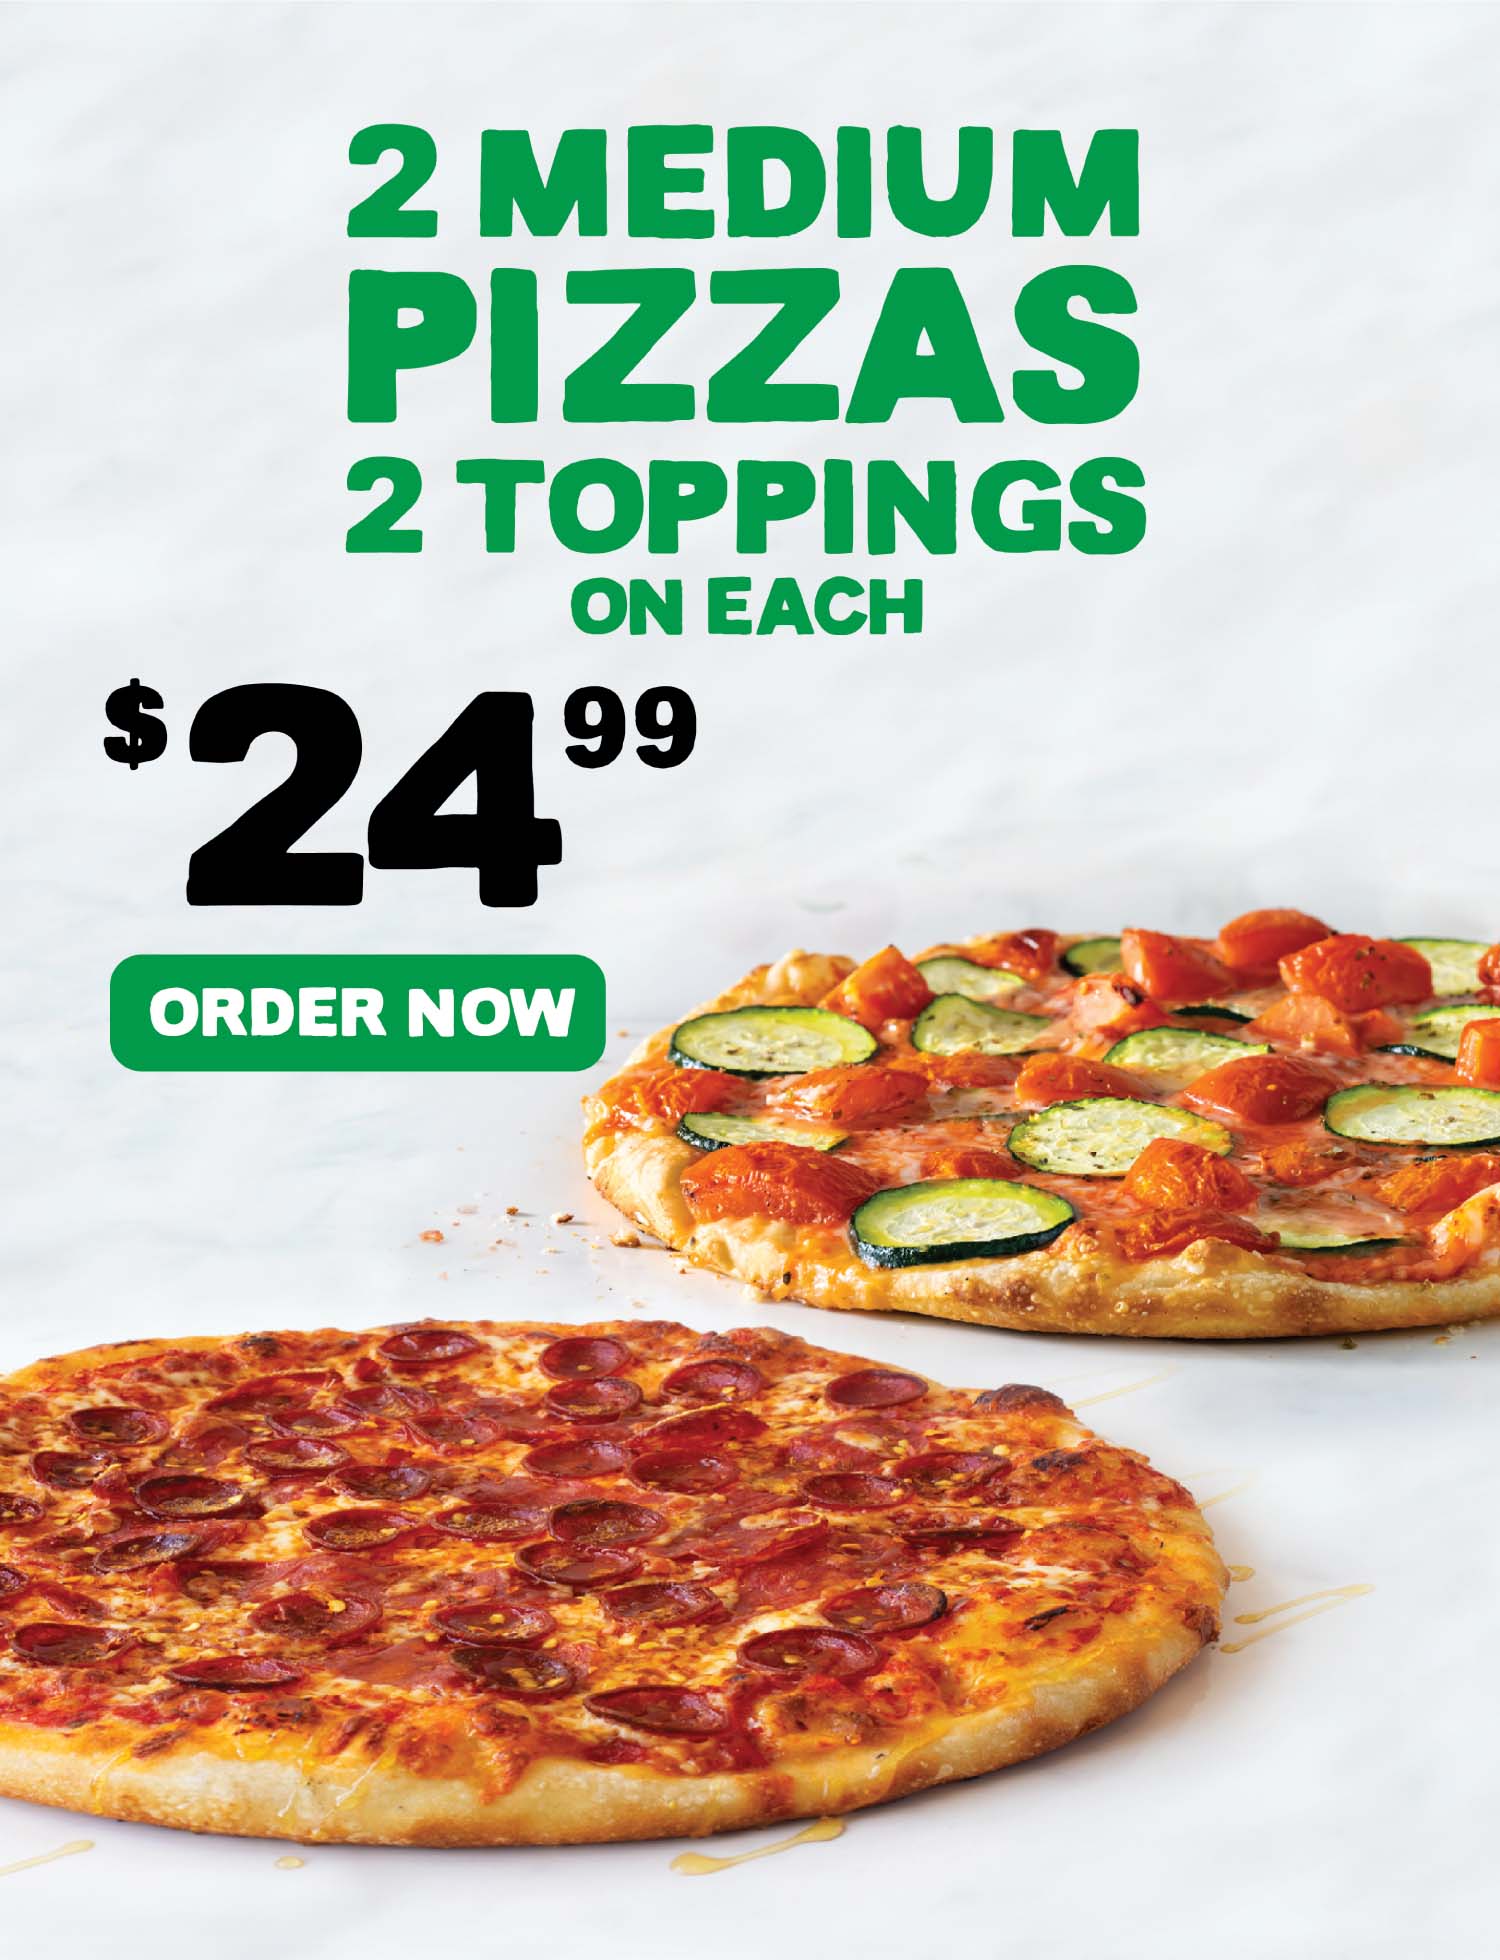 2 MEDIUM
PIZZAS
2 TOPPINGS
ON EACH
$24.99
ORDER NOW